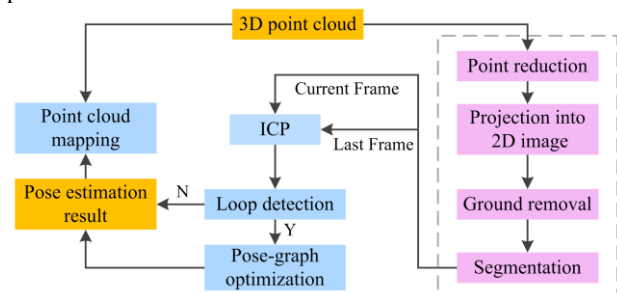 3D point cloud
Point reduction
Projection into
2D image
Ground removal
Segmentation
Current Frame
Last Frame
ICP
Loop detection
N
Y
Pose-graph
optimization
Point cloud
mapping
Pose estimation
result